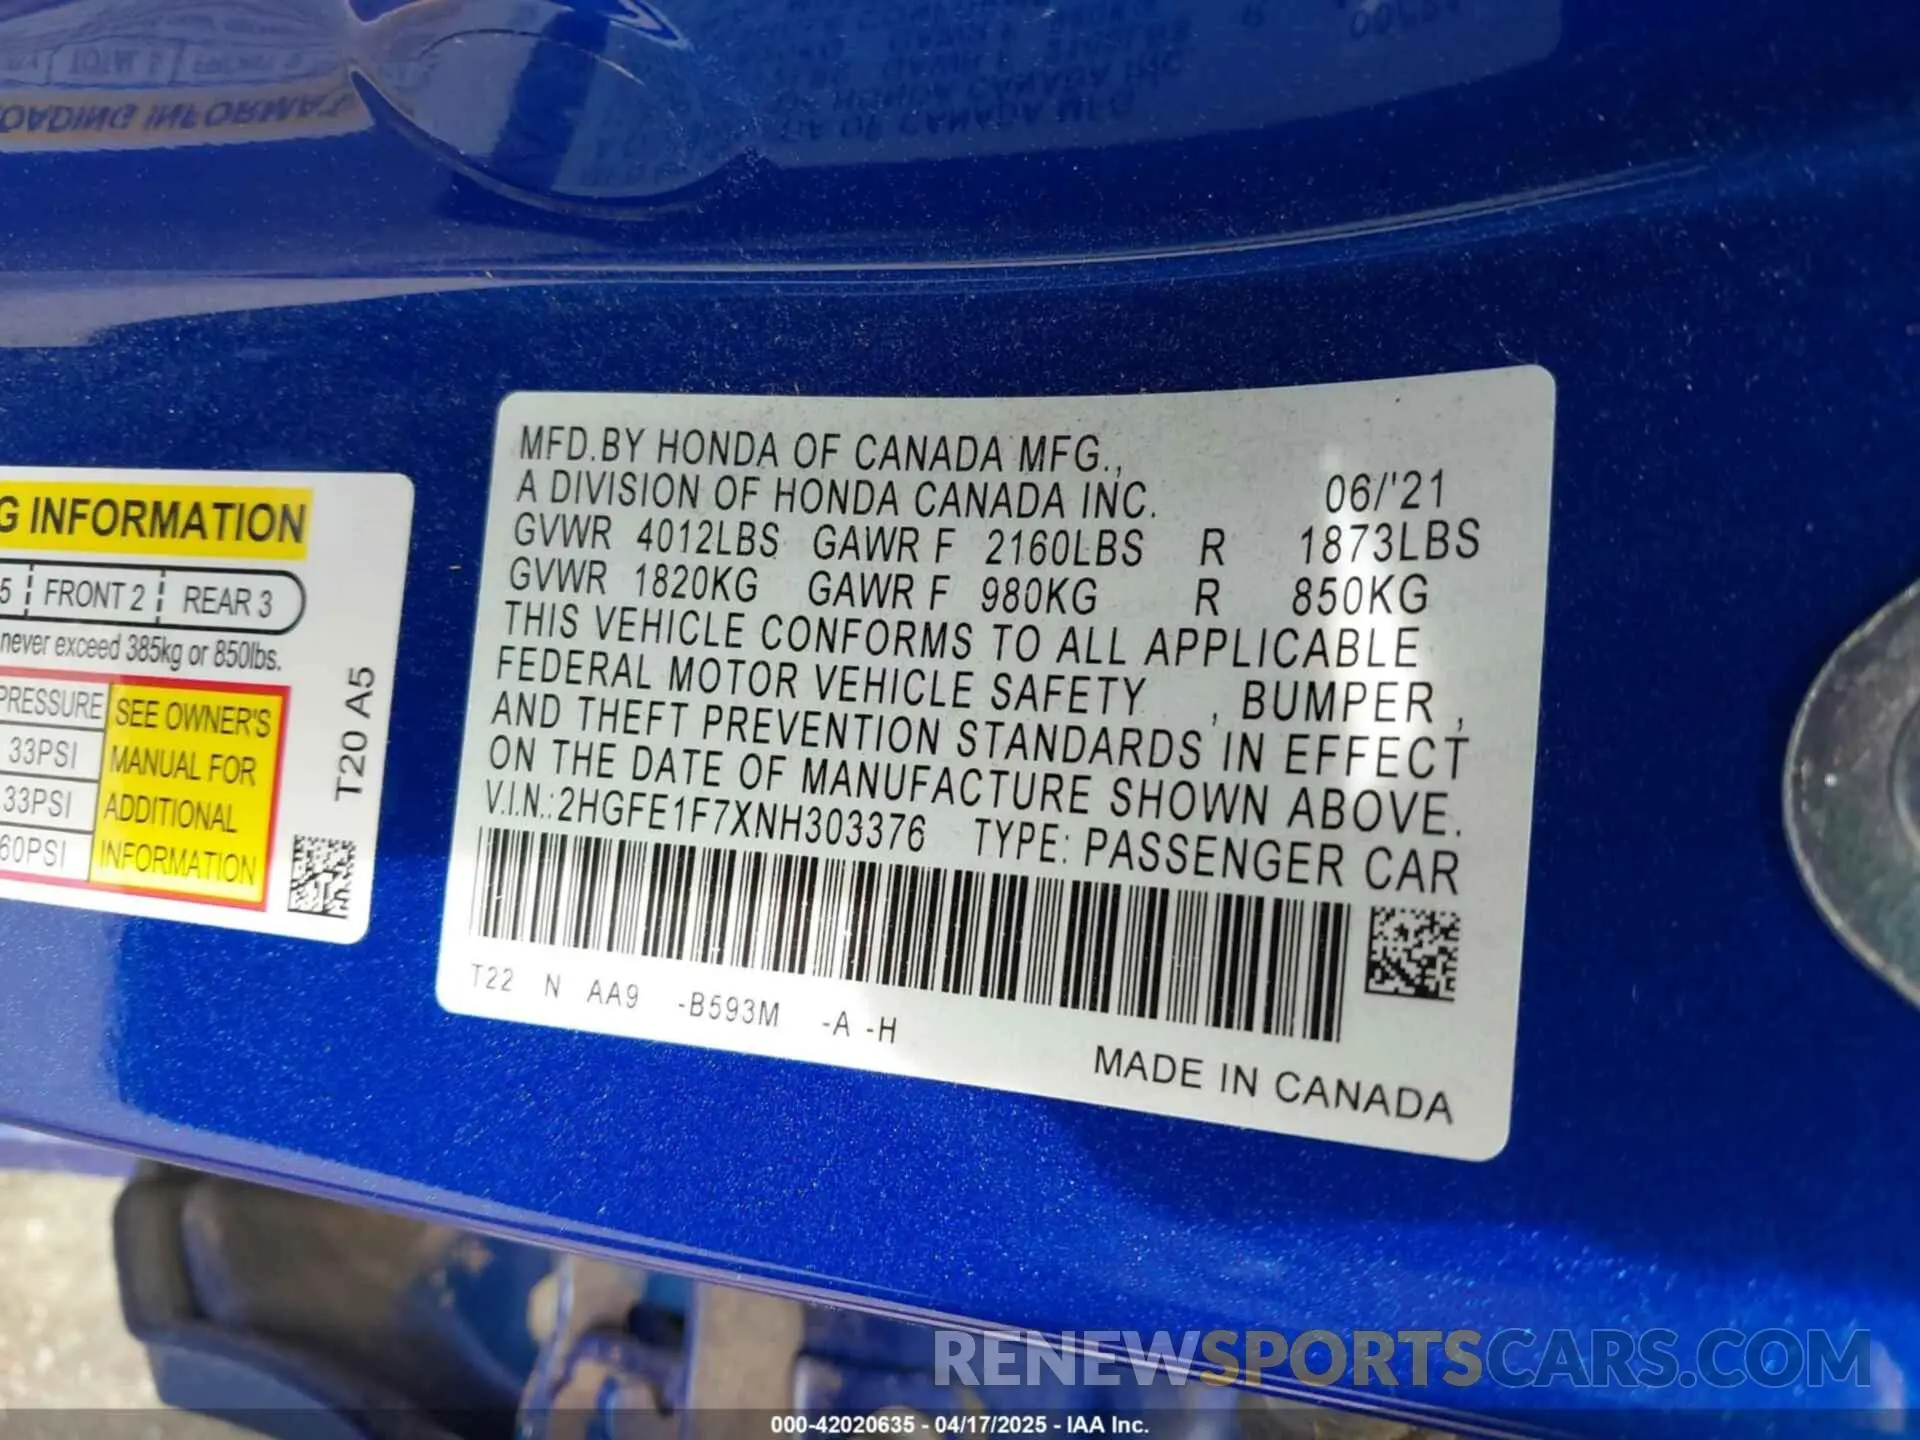 G INFORMATION
5 FRONT 2 REAR 3
never exceed 385kg or 850lbs.
PRESSURE
33PSI
33PSI
60PSI
SEE OWNER'S
MANUAL FOR
ADDITIONAL
INFORMATION
T20 A5
MFD.BY HONDA OF CANADA MFG.,
A DIVISION OF HONDA CANADA INC. 06/'21
GVWR 4012LBS GAWR F 2160LBS R 1873LBS
GVWR 1820KG GAWR F 980KG R 850KG
THIS VEHICLE CONFORMS TO ALL APPLICABLE
FEDERAL MOTOR VEHICLE SAFETY , BUMPER ,
AND THEFT PREVENTION STANDARDS IN EFFECT
ON THE DATE OF MANUFACTURE SHOWN ABOVE.
V.I.N.: 2HGFE1F7XNH303376 TYPE: PASSENGER CAR
T22 N AA9 -B593M -A -H
MADE IN CANADA
RENEWSPORTSCARS.COM
000-42020635 - 04/17/2025 - IAA Inc.